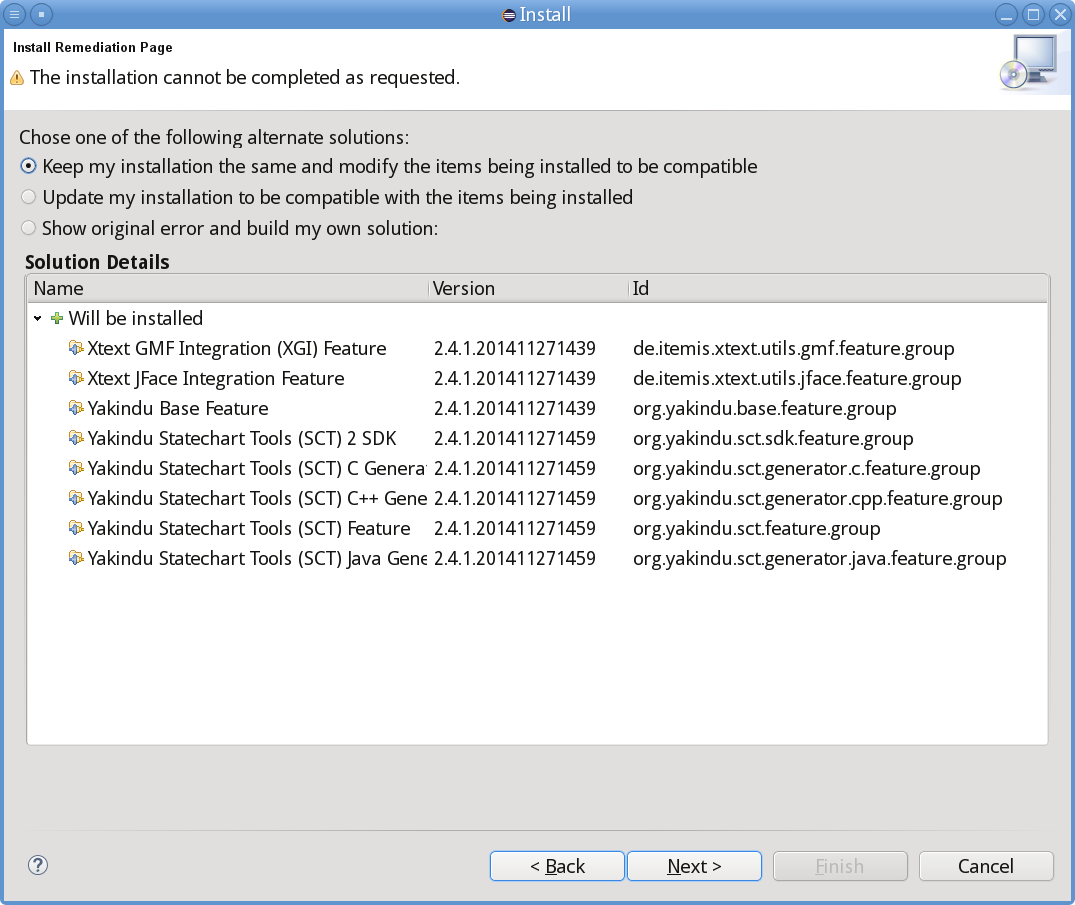 Install
Install Remediation Page
The installation cannot be completed as requested.
Chose one of the following alternate solutions:
Keep my installation the same and modify the items being installed to be compatible
Update my installation to be compatible with the items being installed
Show original error and build my own solution:
Solution Details
Name Version Id
Will be installed
Xtext GMF Integration (XGI) Feature 2.4.1.201411271439 de.itemis.xtext.utils.gmf.feature.group
Xtext JFace Integration Feature 2.4.1.201411271439 de.itemis.xtext.utils.jface.feature.group
Yakindu Base Feature 2.4.1.201411271439 org.yakindu.base.feature.group
Yakindu Statechart Tools (SCT) 2 SDK 2.4.1.201411271459 org.yakindu.sct.sdk.feature.group
Yakindu Statechart Tools (SCT) C Genera 2.4.1.201411271459 org.yakindu.sct.generator.c.feature.group
Yakindu Statechart Tools (SCT) C++ Gene 2.4.1.201411271459 org.yakindu.sct.generator.cpp.feature.group
Yakindu Statechart Tools (SCT) Feature 2.4.1.201411271459 org.yakindu.sct.feature.group
Yakindu Statechart Tools (SCT) Java Gene 2.4.1.201411271459 org.yakindu.sct.generator.java.feature.group
? < Back Next > Finish Cancel